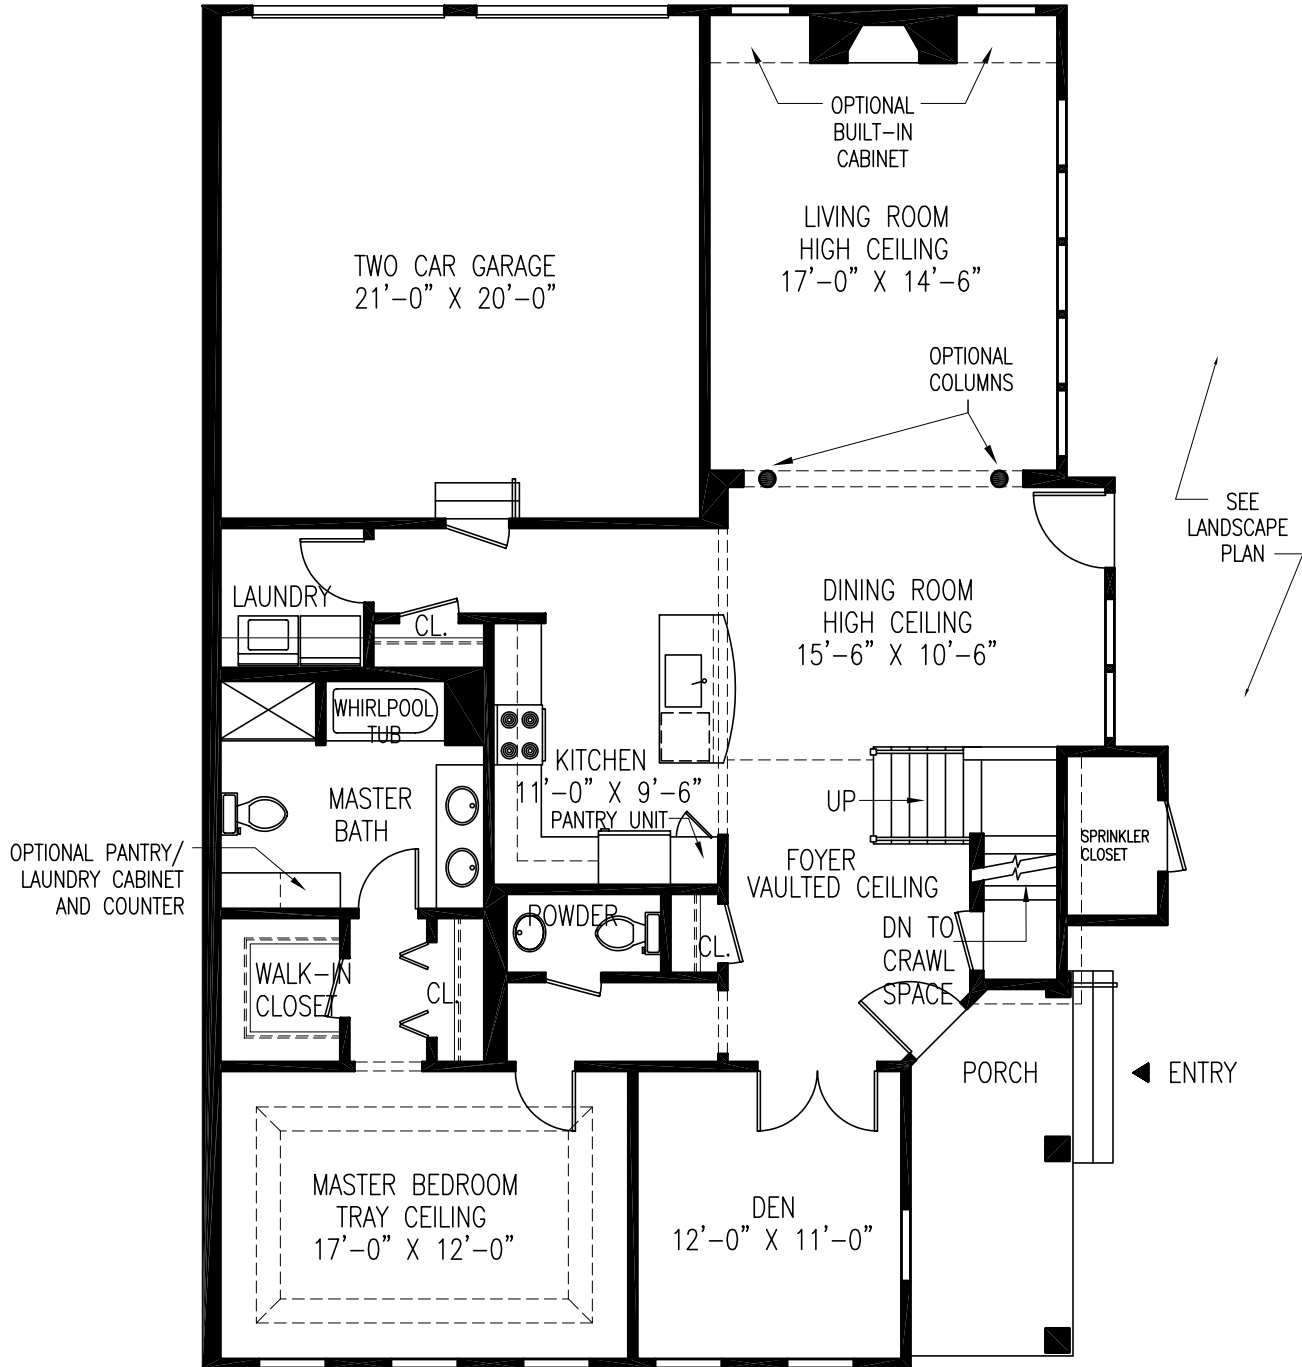 OPTIONAL
BUILT-IN
CABINET
LIVING ROOM
HIGH CEILING
17'-0" X 14'-6"
TWO CAR GARAGE
21'-0" X 20'-0"
OPTIONAL
COLUMNS
SEE
LANDSCAPE
PLAN
LAUNDRY
CL.
DINING ROOM
HIGH CEILING
15'-6" X 10'-6"
WHIRLPOOL
TUB
KITCHEN
11'-0" X 9'-6"
PANTRY UNIT
MASTER
BATH
UP
SPRINKLER
CLOSET
OPTIONAL PANTRY/
LAUNDRY CABINET
AND COUNTER
FOYER
VAULTED CEILING
POWDER
CL.
DN TO
CRAWL
SPACE
WALK-IN
CLOSET
CL.
PORCH
ENTRY
MASTER BEDROOM
TRAY CEILING
17'-0" X 12'-0"
DEN
12'-0" X 11'-0"